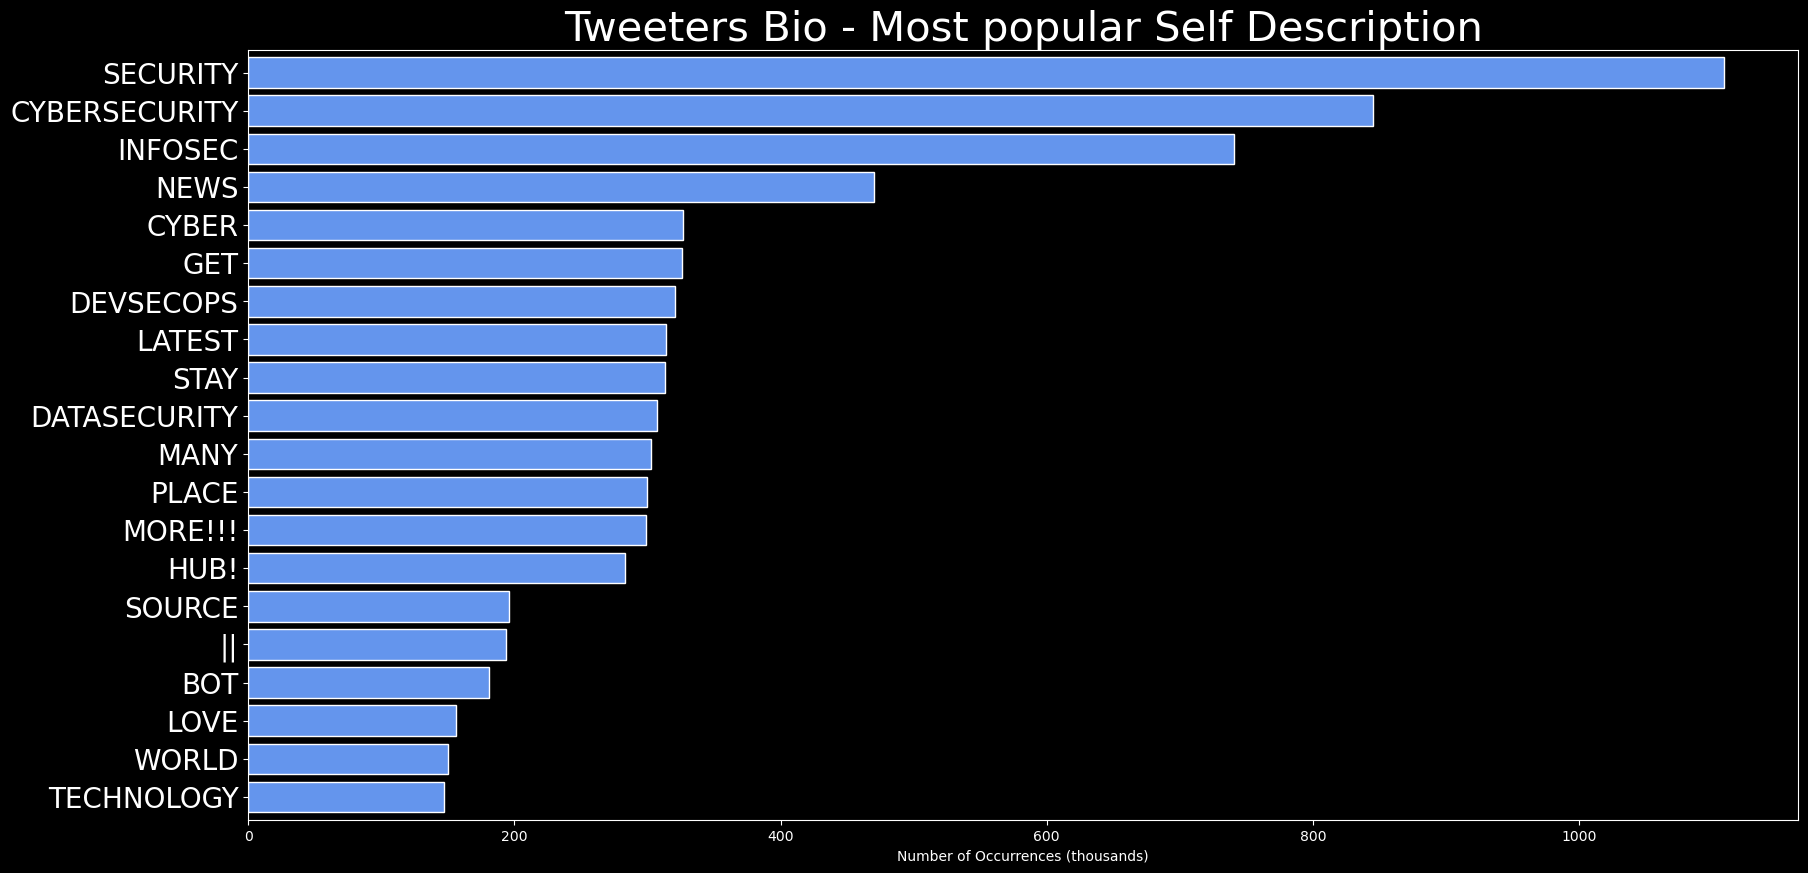 Tweeters Bio - Most popular Self Description
SECURITY
CYBERSECURITY
INFOSEC
NEWS
CYBER
GET
DEVSECOPS
LATEST
STAY
DATASECURITY
MANY
PLACE
MORE!!!
HUB!
SOURCE
||
BOT
LOVE
WORLD
TECHNOLOGY
0 200 400 600 800 1000
Number of Occurrences (thousands)